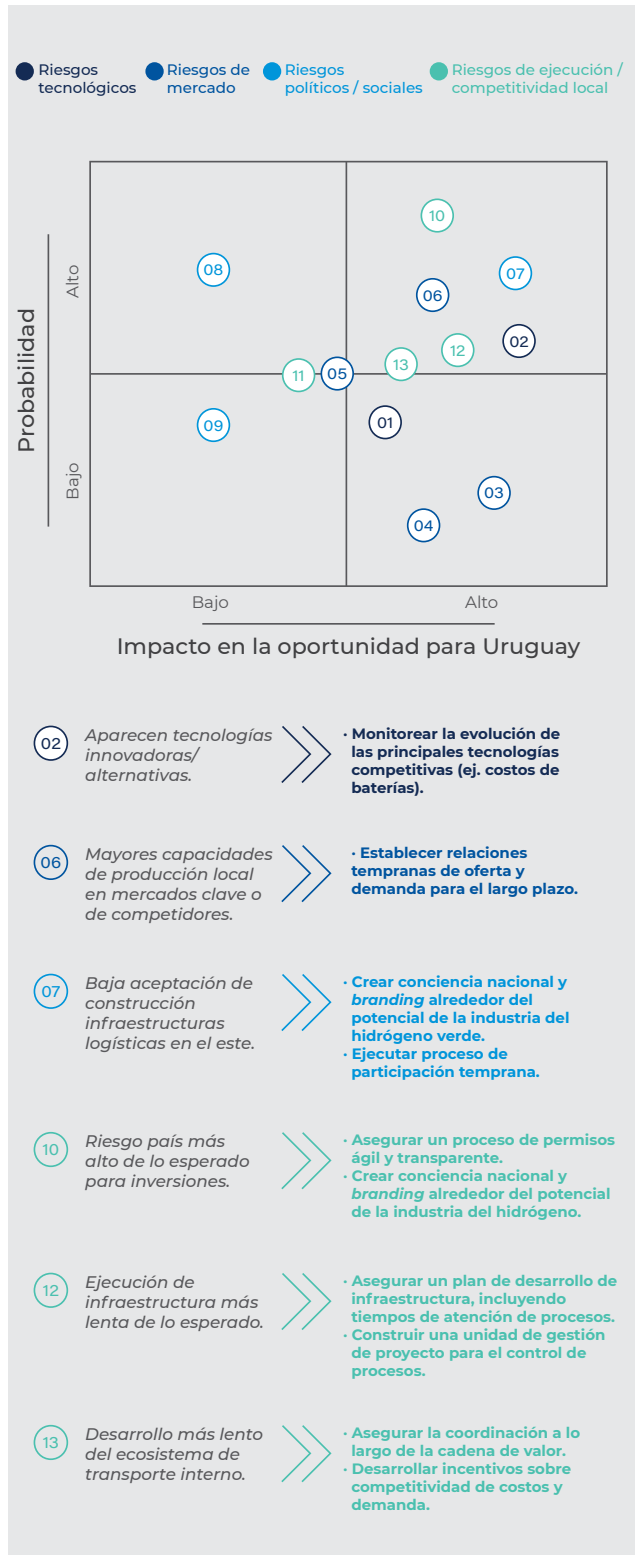 Riesgos
tecnológicos
Riesgos de
mercado
Riesgos
políticos / sociales
Riesgos de ejecución /
competitividad local
Probabilidad
Alto
Bajo
10
08
07
06
02
12
13
05
11
01
09
03
04
Bajo
Alto
Impacto en la oportunidad para Uruguay
02
Aparecen tecnologías
innovadoras/
alternativas.
· Monitorear la evolución de
las principales tecnologías
competitivas (ej. costos de
baterías).
06
Mayores capacidades
de producción local
en mercados clave o
de competidores.
· Establecer relaciones
tempranas de oferta y
demanda para el largo plazo.
07
Baja aceptación de
construcción
infraestructuras
logísticas en el este.
· Crear conciencia nacional y
branding alrededor del
potencial de la industria del
hidrógeno verde.
· Ejecutar proceso de
participación temprana.
10
Riesgo país más
alto de lo esperado
para inversiones.
· Asegurar un proceso de permisos
ágil y transparente.
· Crear conciencia nacional y
branding alrededor del potencial
de la industria del hidrógeno.
12
Ejecución de
infraestructura más
lenta de lo esperado.
· Asegurar un plan de desarrollo de
infraestructura, incluyendo
tiempos de atención de procesos.
· Construir una unidad de gestión
de proyecto para el control de
procesos.
13
Desarrollo más lento
del ecosistema de
transporte interno.
· Asegurar la coordinación a lo
largo de la cadena de valor.
· Desarrollar incentivos sobre
competitividad de costos y
demanda.